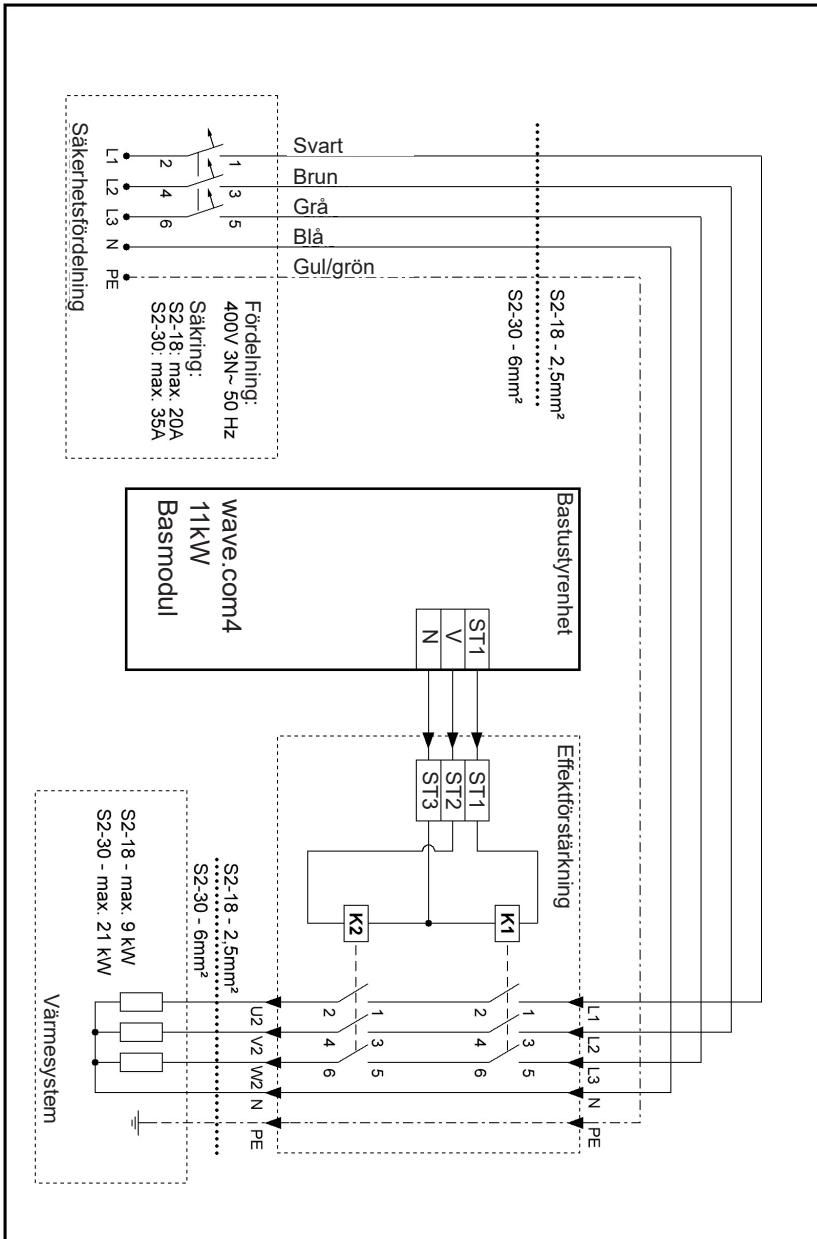 Säkerhetsfördelning
L1
L2
L3
N
PE
2
4
6
1
3
5
Svart
Brun
Grå
Blå
Gul/grön
Fördelning:
400V 3N~ 50 Hz
Säkring:
S2-18: max. 20A
S2-30: max. 35A
S2-18 - 2,5mm²
S2-30 - 6mm²
Bastustyrenhet
wave.com4
11kW
Basmodul
ST1
V
N
Effektförstärkning
ST1
ST2
ST3
K1
K2
1
3
5
2
4
6
1
3
5
2
4
6
L1
L2
L3
N
PE
U2
V2
W2
N
PE
S2-18 - 2,5mm²
S2-30 - 6mm²
S2-18 - max. 9 kW
S2-30 - max. 21 kW
Värmesystem